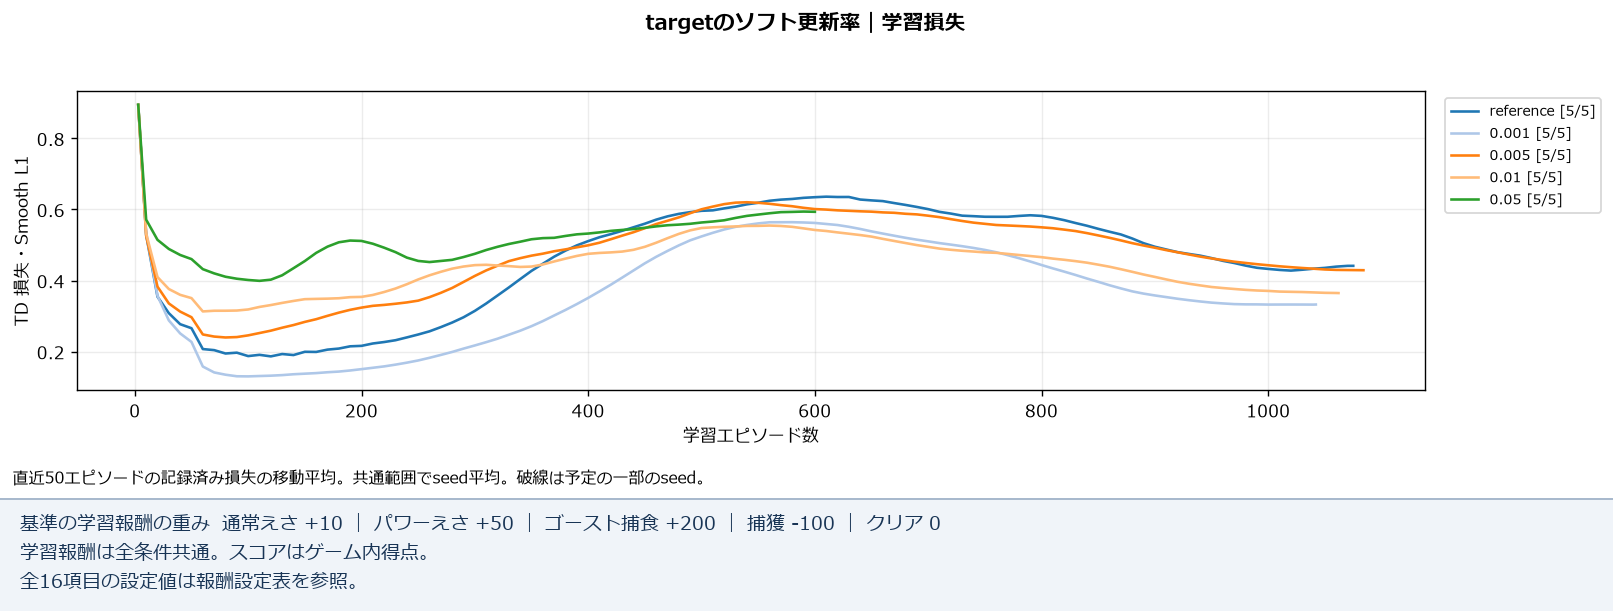 targetのソフト更新率｜学習損失
TD 損失・Smooth L1
0.8
0.6
0.4
0.2
0
200
400
600
800
1000
学習エピソード数
reference [5/5]
0.001 [5/5]
0.005 [5/5]
0.01 [5/5]
0.05 [5/5]
直近50エピソードの記録済み損失の移動平均。共通範囲でseed平均。破線は予定の一部のseed。
基準の学習報酬の重み 通常えさ +10 ｜ パワーえさ +50 ｜ ゴースト捕食 +200 ｜ 捕獲 -100 ｜ クリア 0
学習報酬は全条件共通。スコアはゲーム内得点。
全16項目の設定値は報酬設定表を参照。